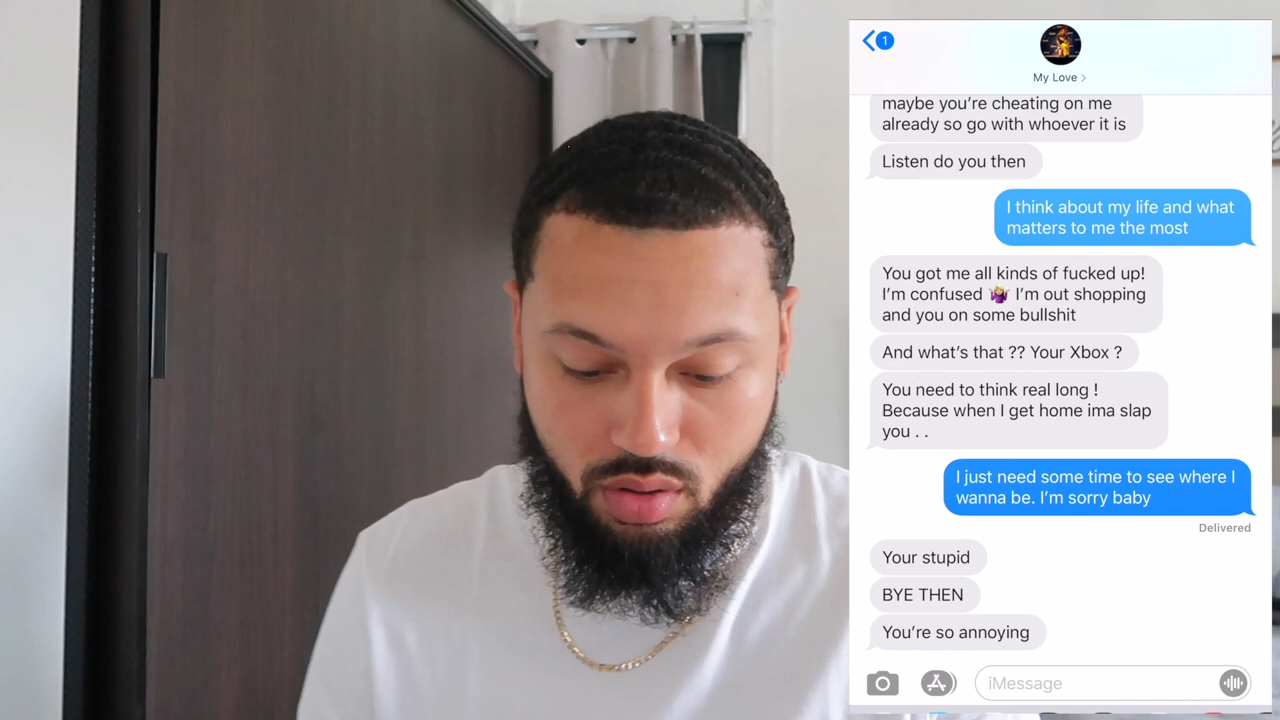 1
My Love
maybe you're cheating on me
already so go with whoever it is
Listen do you then
I think about my life and what
matters to me the most
You got me all kinds of fucked up!
I'm confused 🤷🏼‍♀️ I'm out shopping
and you on some bullshit
And what's that ?? Your Xbox ?
You need to think real long !
Because when I get home ima slap
you . .
I just need some time to see where I
wanna be. I'm sorry baby
Delivered
Your stupid
BYE THEN
You're so annoying
iMessage